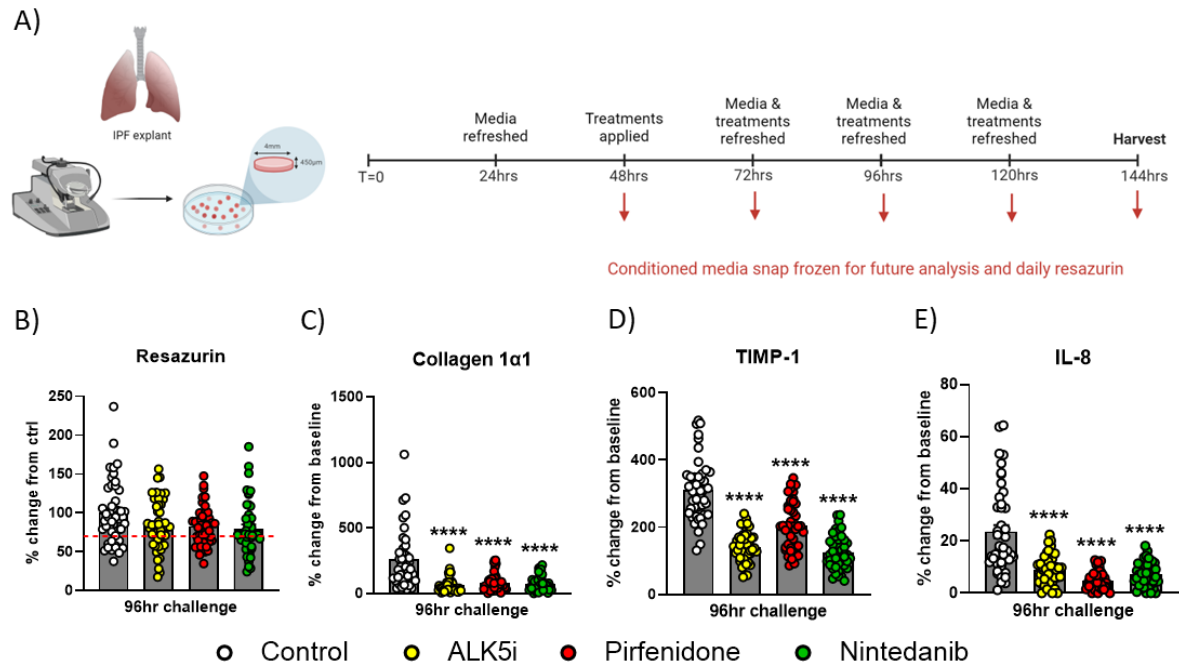 A)
IPF explant
4mm
450µm
Media
refreshed
Treatments
applied
Media &
treatments
refreshed
Media &
treatments
refreshed
Media &
treatments
refreshed
Harvest
T=0
24hrs
48hrs
72hrs
96hrs
120hrs
144hrs
Conditioned media snap frozen for future analysis and daily resazurin
B)
Resazurin
% change from ctrl
250
200
150
100
50
0
96hr challenge
C)
Collagen 1α1
% change from baseline
1500
1000
500
0
****
****
****
96hr challenge
D)
TIMP-1
% change from baseline
600
400
200
0
****
****
****
96hr challenge
E)
IL-8
% change from baseline
80
60
40
20
0
****
****
****
96hr challenge
Control
ALK5i
Pirfenidone
Nintedanib